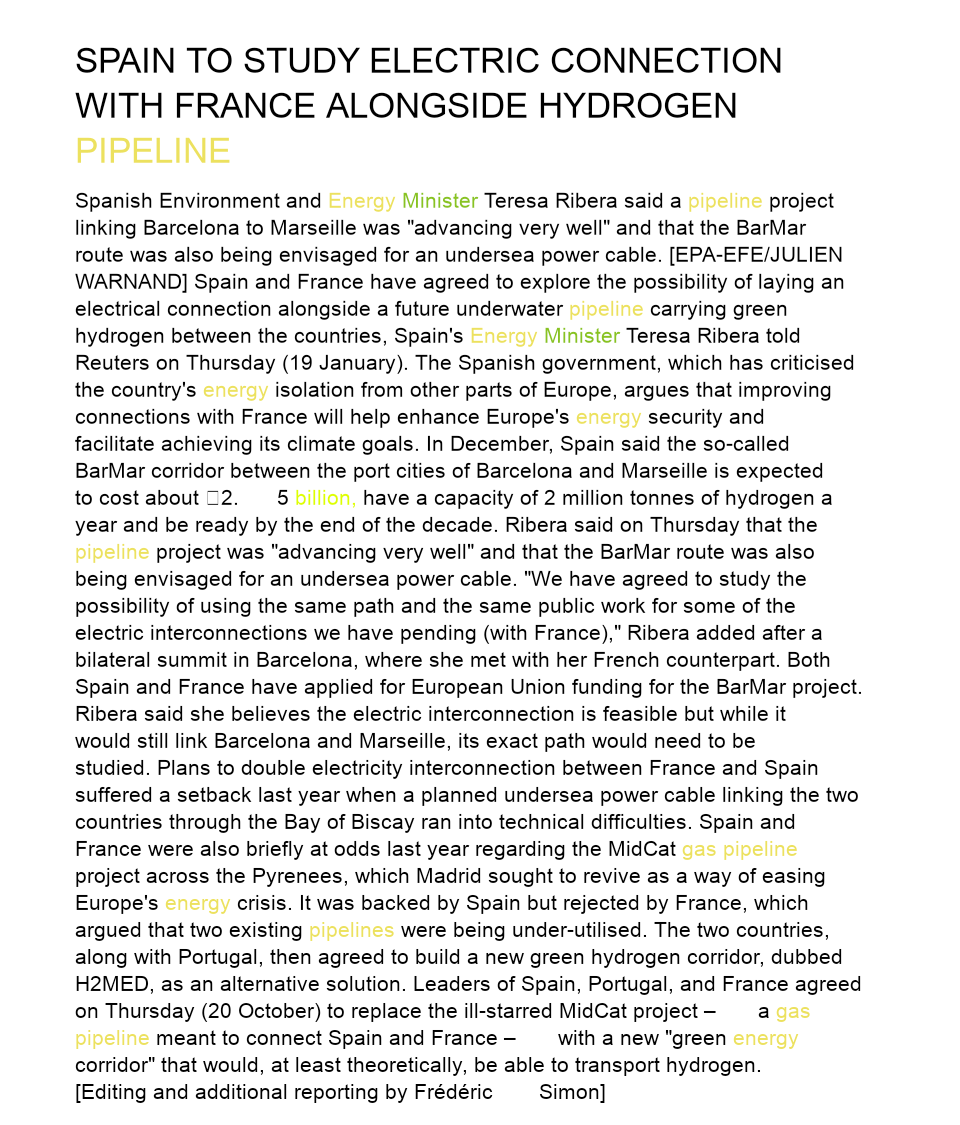 SPAIN TO STUDY ELECTRIC CONNECTION
WITH FRANCE ALONGSIDE HYDROGEN
PIPELINE
Spanish Environment and Energy Minister Teresa Ribera said a pipeline project
linking Barcelona to Marseille was "advancing very well" and that the BarMar
route was also being envisaged for an undersea power cable. [EPA-EFE/JULIEN
WARNAND] Spain and France have agreed to explore the possibility of laying an
electrical connection alongside a future underwater pipeline carrying green
hydrogen between the countries, Spain's Energy Minister Teresa Ribera told
Reuters on Thursday (19 January). The Spanish government, which has criticised
the country's energy isolation from other parts of Europe, argues that improving
connections with France will help enhance Europe's energy security and
facilitate achieving its climate goals. In December, Spain said the so-called
BarMar corridor between the port cities of Barcelona and Marseille is expected
to cost about □2. 5 billion, have a capacity of 2 million tonnes of hydrogen a
year and be ready by the end of the decade. Ribera said on Thursday that the
pipeline project was "advancing very well" and that the BarMar route was also
being envisaged for an undersea power cable. "We have agreed to study the
possibility of using the same path and the same public work for some of the
electric interconnections we have pending (with France)," Ribera added after a
bilateral summit in Barcelona, where she met with her French counterpart. Both
Spain and France have applied for European Union funding for the BarMar project.
Ribera said she believes the electric interconnection is feasible but while it
would still link Barcelona and Marseille, its exact path would need to be
studied. Plans to double electricity interconnection between France and Spain
suffered a setback last year when a planned undersea power cable linking the two
countries through the Bay of Biscay ran into technical difficulties. Spain and
France were also briefly at odds last year regarding the MidCat gas pipeline
project across the Pyrenees, which Madrid sought to revive as a way of easing
Europe's energy crisis. It was backed by Spain but rejected by France, which
argued that two existing pipelines were being under-utilised. The two countries,
along with Portugal, then agreed to build a new green hydrogen corridor, dubbed
H2MED, as an alternative solution. Leaders of Spain, Portugal, and France agreed
on Thursday (20 October) to replace the ill-starred MidCat project – a gas
pipeline meant to connect Spain and France – with a new "green energy
corridor" that would, at least theoretically, be able to transport hydrogen.
[Editing and additional reporting by Frédéric Simon]